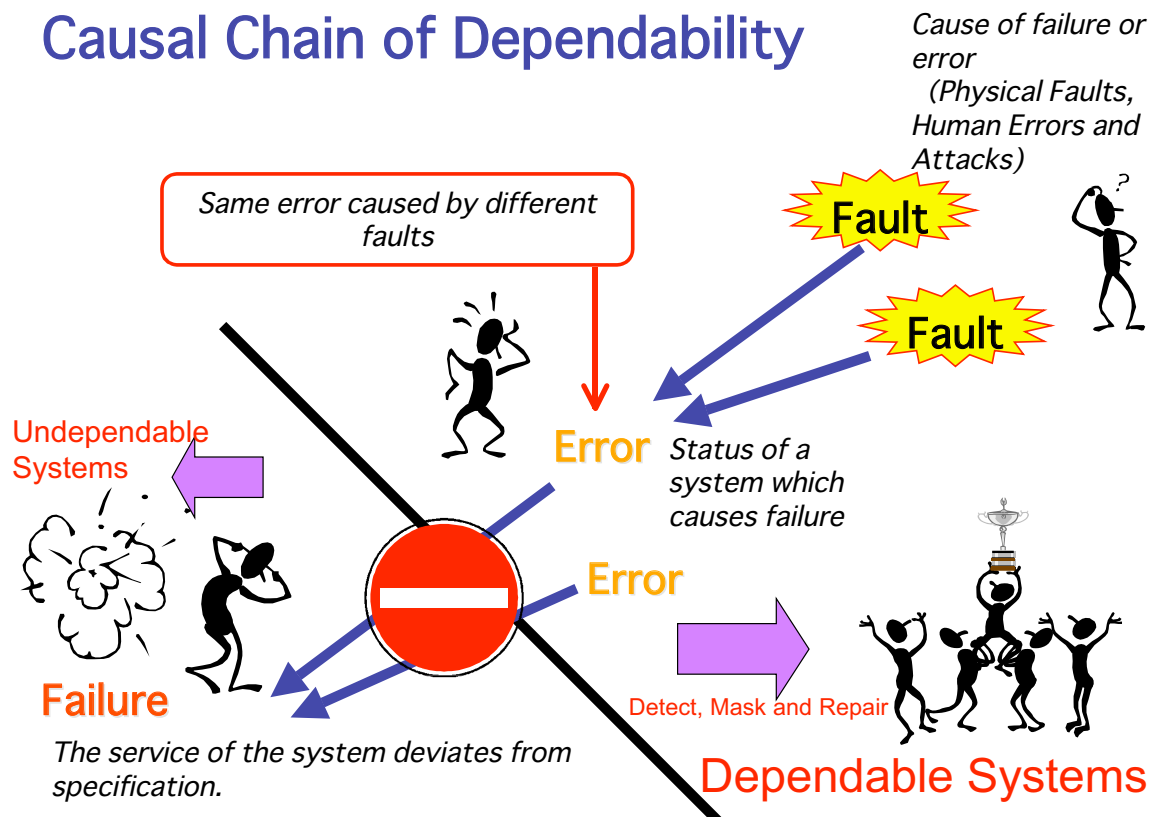 Causal Chain of Dependability
Cause of failure or
error
(Physical Faults,
Human Errors and
Attacks)
Same error caused by different
faults
Fault
?
Fault
Undependable
Systems
Error
Status of a
system which
causes failure
Error
Failure
Detect, Mask and Repair
The service of the system deviates from
specification.
Dependable Systems